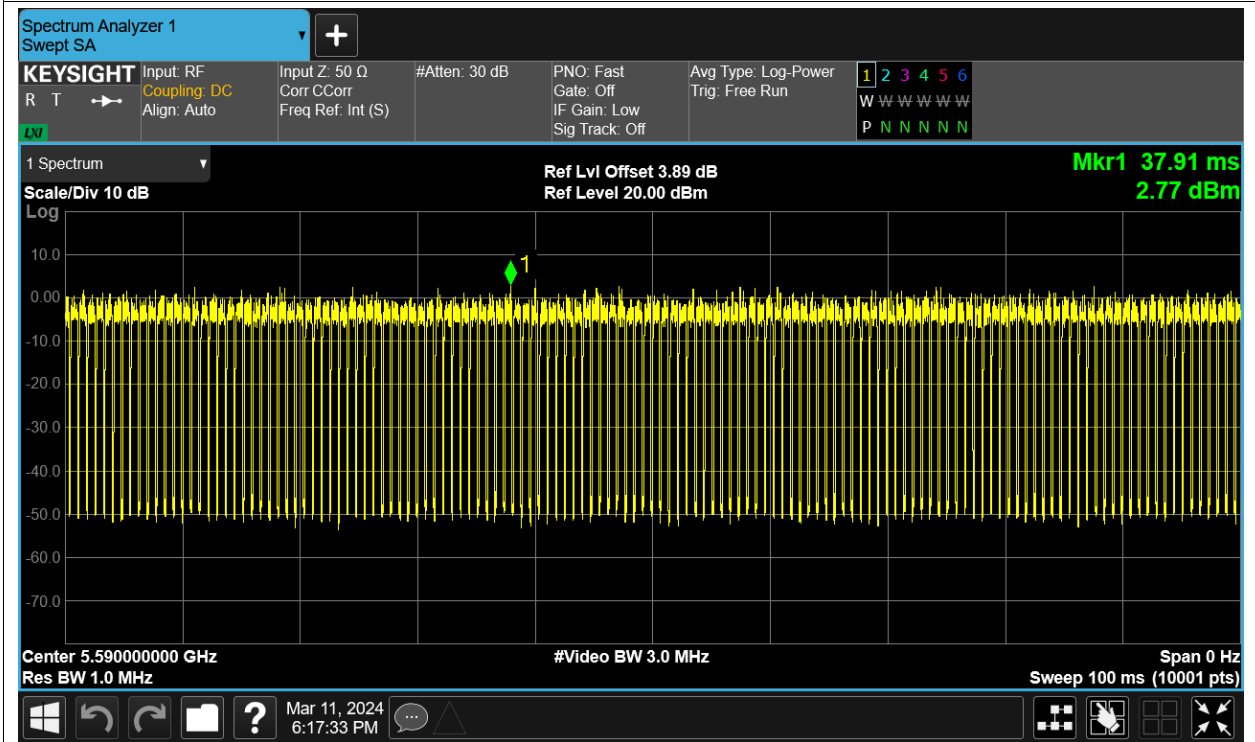 Spectrum Analyzer 1
Swept SA
+
KEYSIGHT
R T
LXI
Input: RF
Coupling: DC
Align: Auto
Input Z: 50 Ω
Corr CCorr
Freq Ref: Int (S)
#Atten: 30 dB
PNO: Fast
Gate: Off
IF Gain: Low
Sig Track: Off
Avg Type: Log-Power
Trig: Free Run
1 2 3 4 5 6
W W W W W W
P N N N N N
1 Spectrum
Scale/Div 10 dB
Log
Ref Lvl Offset 3.89 dB
Ref Level 20.00 dBm
Mkr1 37.91 ms
2.77 dBm
10.0
1
0.00
-10.0
-20.0
-30.0
-40.0
-50.0
-60.0
-70.0
Center 5.590000000 GHz
Res BW 1.0 MHz
#Video BW 3.0 MHz
Span 0 Hz
Sweep 100 ms (10001 pts)
?
Mar 11, 2024
6:17:33 PM